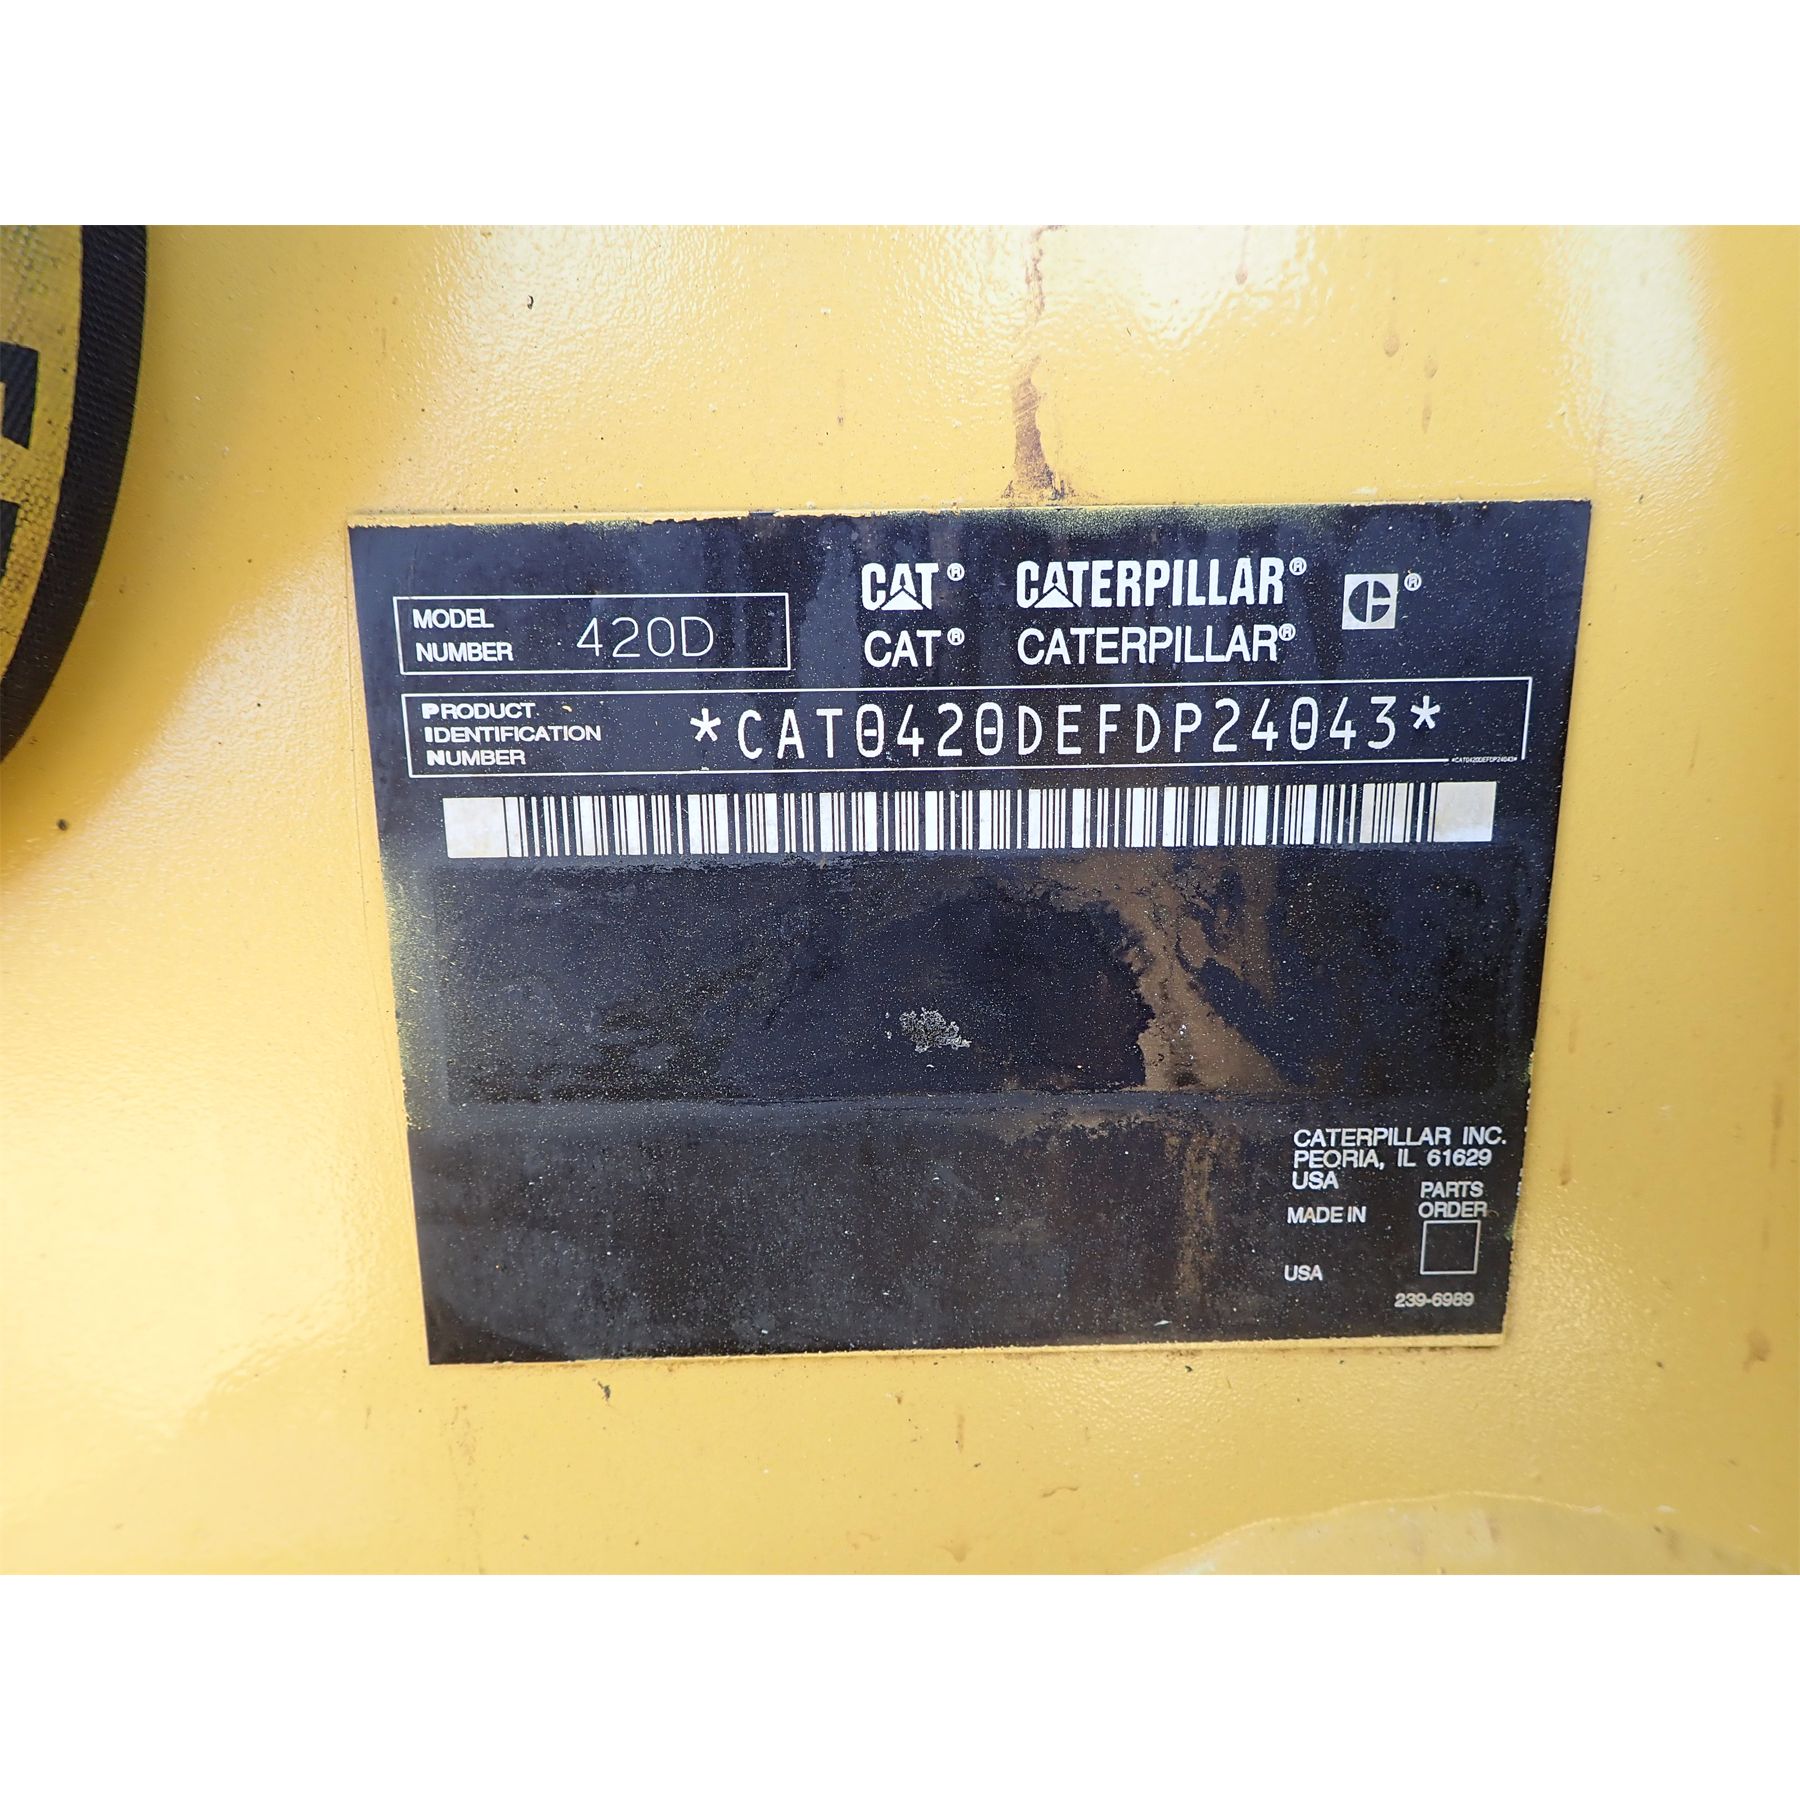 CAT® CATERPILLAR® C®
MODEL
NUMBER 420D
CAT® CATERPILLAR®
PRODUCT
IDENTIFICATION
NUMBER
*CAT0420DEFDP24043*
*CAT0420DEFDP24043*
CATERPILLAR INC.
PEORIA, IL 61629
USA
PARTS
ORDER
MADE IN
USA
239-6989